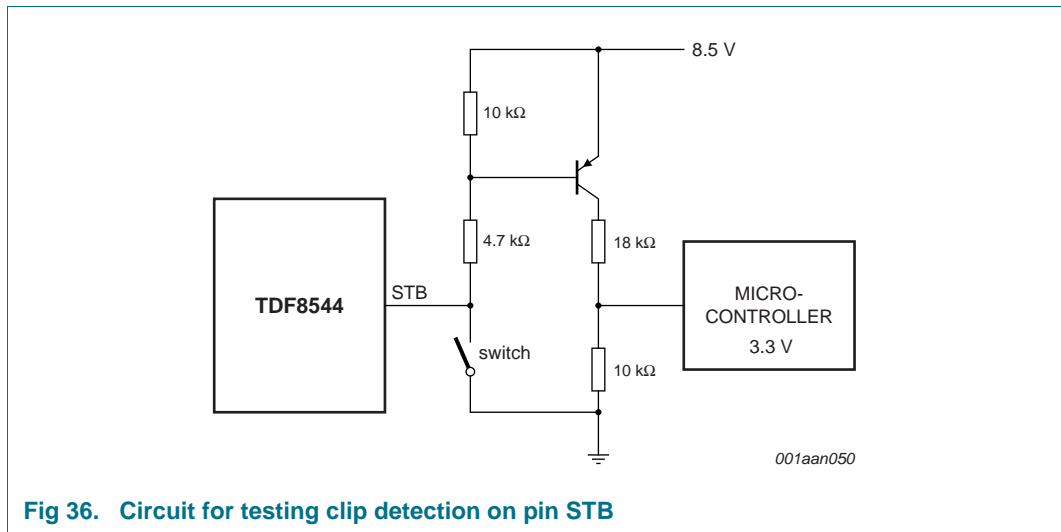 8.5 V
10 kΩ
4.7 kΩ
18 kΩ
STB
TDF8544
MICRO-
CONTROLLER
3.3 V
switch
10 kΩ
001aan050
Fig 36. Circuit for testing clip detection on pin STB